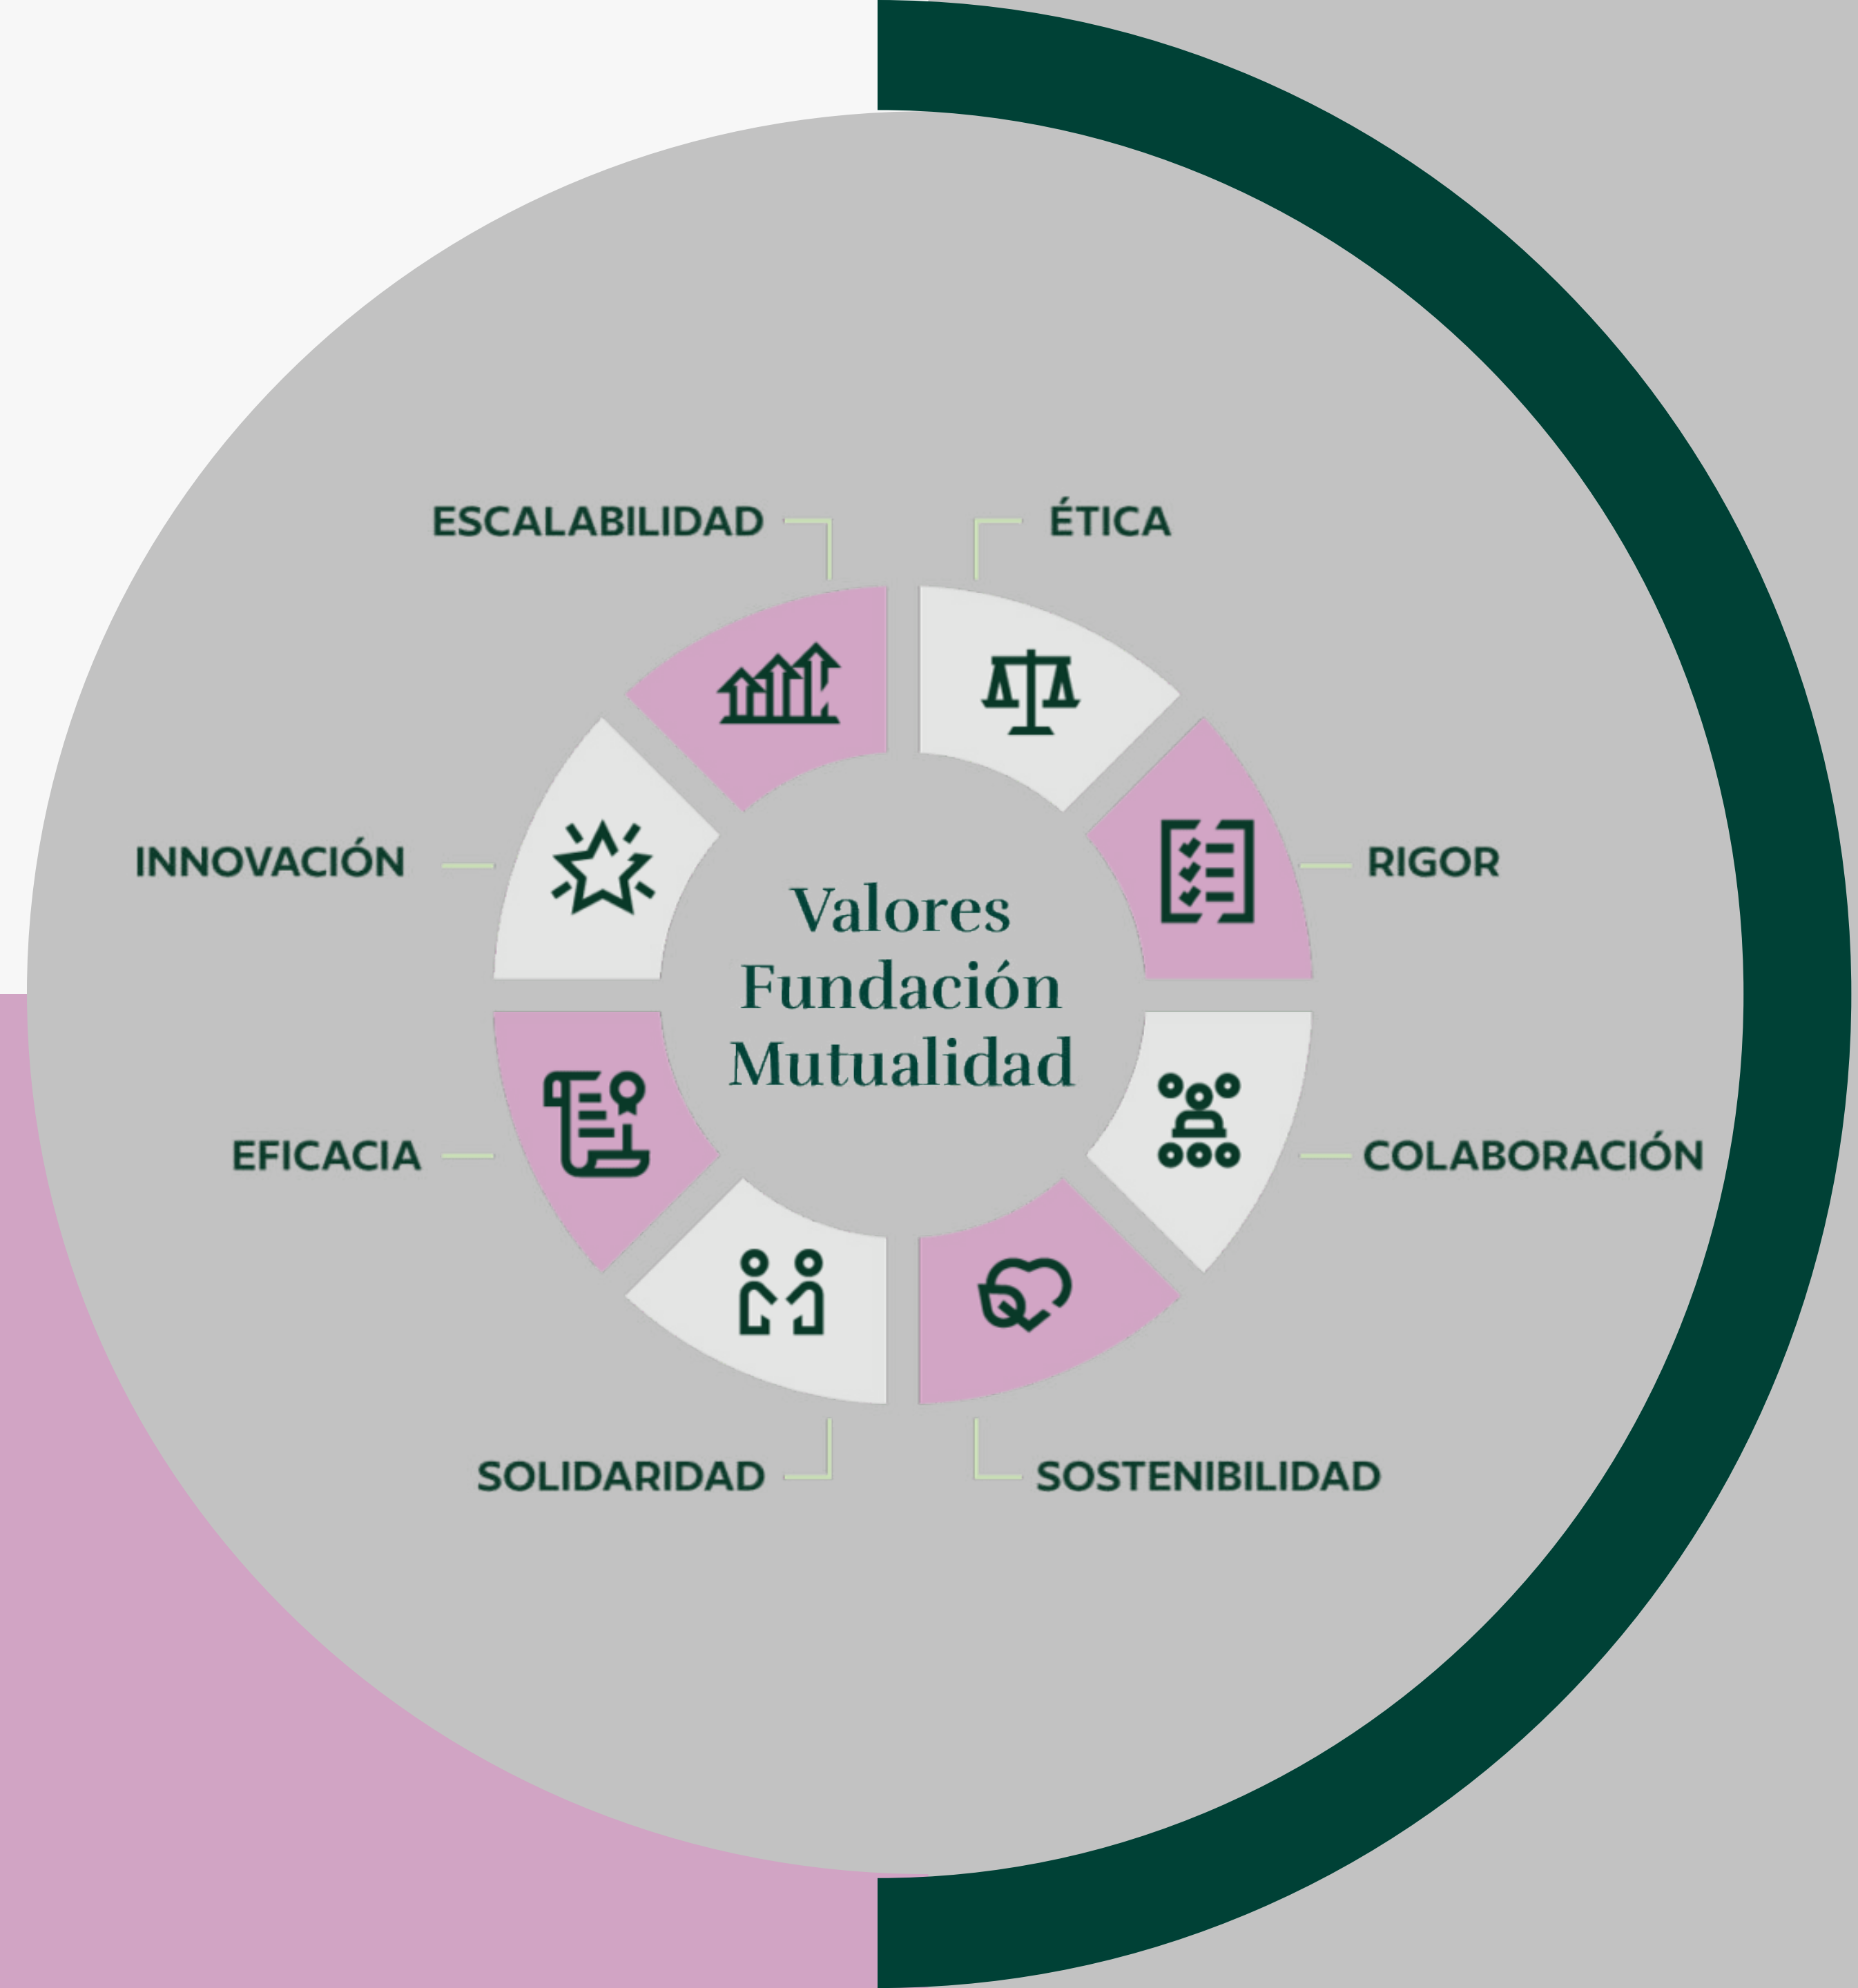 ESCALABILIDAD
ÉTICA
INNOVACIÓN
RIGOR
Valores
Fundación
Mutualidad
EFICACIA
COLABORACIÓN
SOLIDARIDAD
SOSTENIBILIDAD